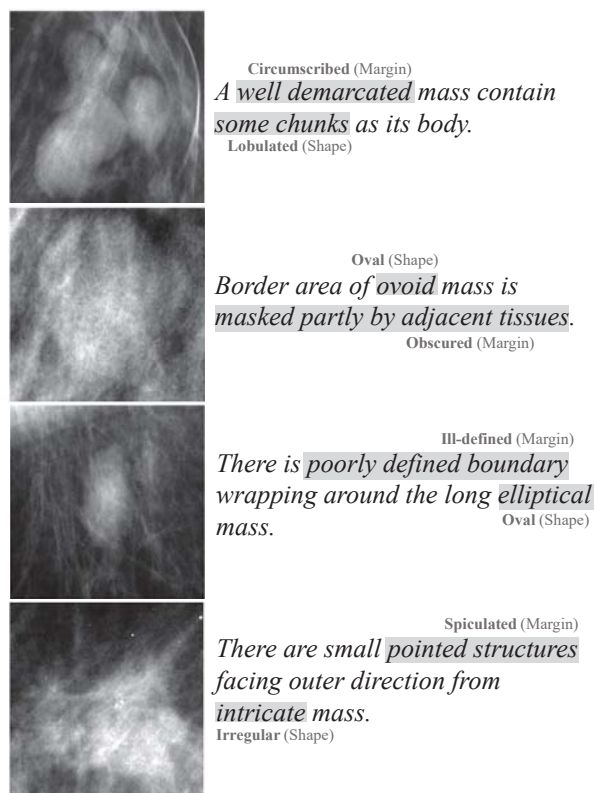 Circumscribed (Margin)
A well demarcated mass contain
some chunks as its body.
Lobulated (Shape)
Oval (Shape)
Border area of ovoid mass is
masked partly by adjacent tissues.
Obscured (Margin)
Ill-defined (Margin)
There is poorly defined boundary
wrapping around the long elliptical
mass.
Oval (Shape)
Spiculated (Margin)
There are small pointed structures
facing outer direction from
intricate mass.
Irregular (Shape)